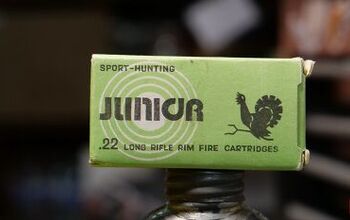 SPORT-HUNTING
JUNIOR
.22 LONG RIFLE RIM FIRE CARTRIDGES